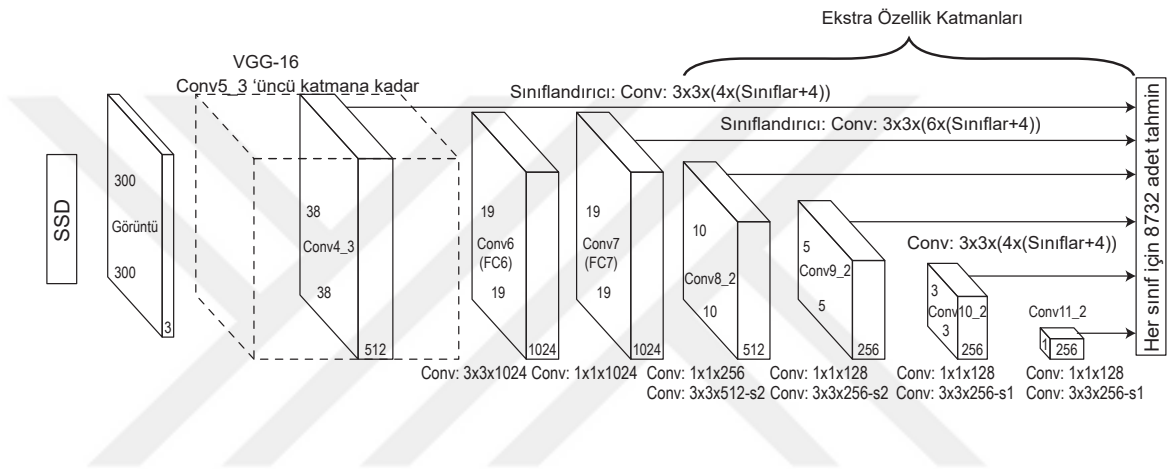 Ekstra Özellik Katmanları
VGG-16
Conv5_3 ‘üncü katmana kadar
Sınıflandırıcı: Conv: 3x3x(4x(Sınıflar+4))
Sınıflandırıcı: Conv: 3x3x(6x(Sınıflar+4))
SSD
300
Görüntü
300
3
38
Conv4_3
38
512
19
Conv6
(FC6)
19
1024
19
Conv7
(FC7)
19
1024
10
Conv8_2
10
512
5
Conv9_2
5
256
Conv: 3x3x(4x(Sınıflar+4))
3
Conv10_2
3
256
Conv11_2
1
256
Her sınıf için 8732 adet tahmin
Conv: 3x3x1024 Conv: 1x1x1024 Conv: 1x1x256 Conv: 1x1x128 Conv: 1x1x128 Conv: 1x1x128
Conv: 3x3x512-s2 Conv: 3x3x256-s2 Conv: 3x3x256-s1 Conv: 3x3x256-s1